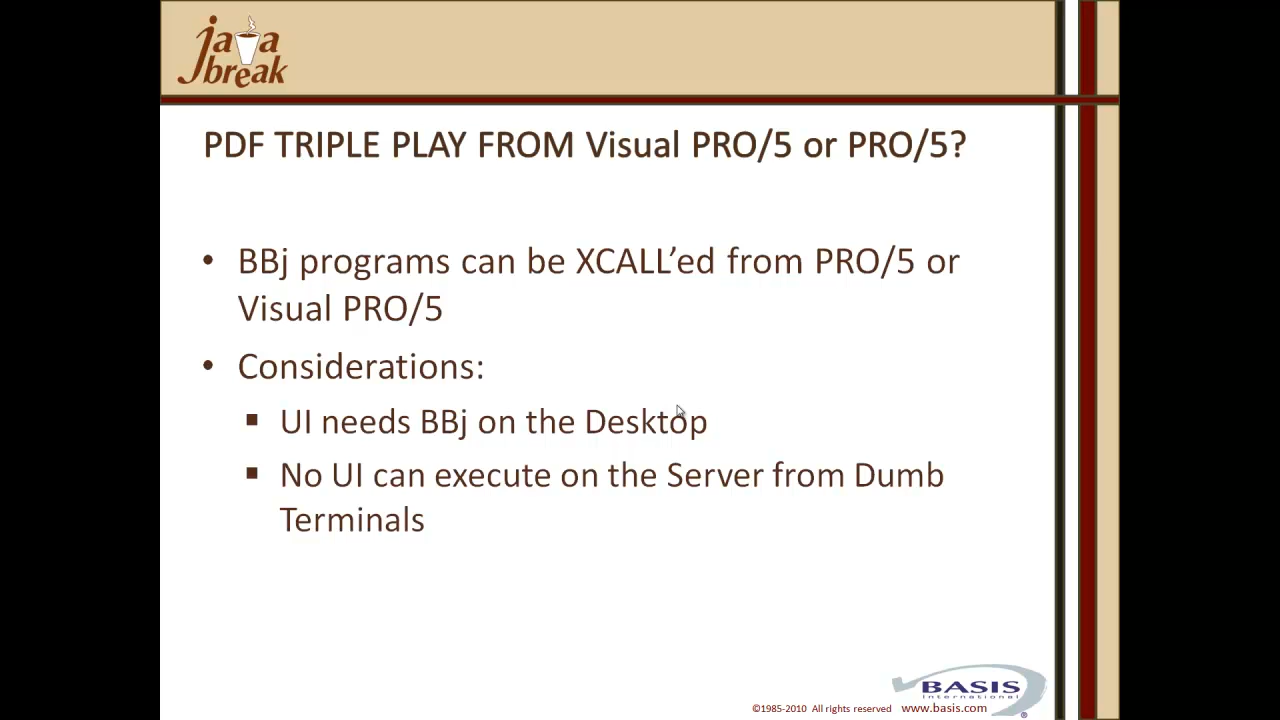 java
break
PDF TRIPLE PLAY FROM Visual PRO/5 or PRO/5?
• BBj programs can be XCALL’ed from PRO/5 or
Visual PRO/5
• Considerations:
▪ UI needs BBj on the Desktop
▪ No UI can execute on the Server from Dumb
Terminals
BASIS
International
®
©1985-2010 All rights reserved www.basis.com